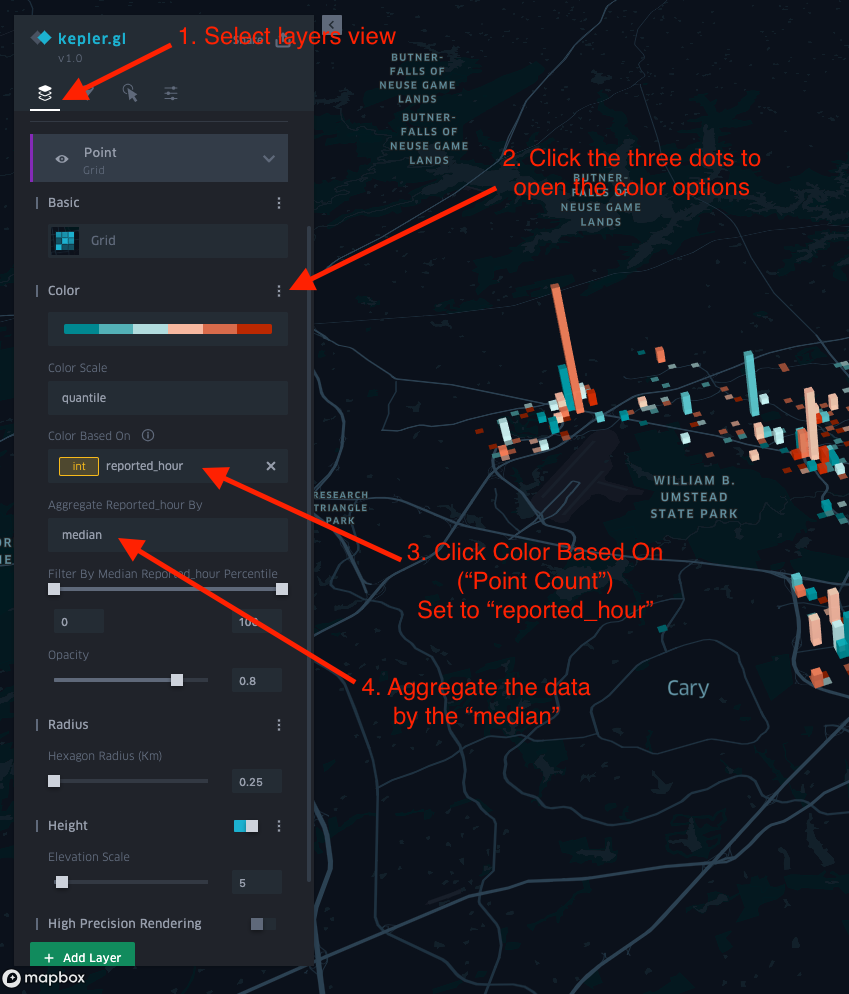 kepler.gl
v1.0
Share
1. Select layers view
Point
Grid
Basic
Grid
Color
Color Scale
quantile
Color Based On
int reported_hour
Aggregate Reported_hour By
median
Filter By Median Reported_hour Percentile
0
100
Opacity
0.8
Radius
Hexagon Radius (Km)
0.25
Height
Elevation Scale
5
High Precision Rendering
+ Add Layer
mapbox
BUTNER-
FALLS OF
NEUSE GAME
LANDS
BUTNER-
FALLS OF
NEUSE GAME
LANDS
2. Click the three dots to
open the color options
BUTNER-
FALLS OF
NEUSE GAME
LANDS
RESEARCH
TRIANGLE
PARK
WILLIAM B.
UMSTEAD
STATE PARK
3. Click Color Based On
(“Point Count”)
Set to “reported_hour”
4. Aggregate the data
by the “median”
Cary